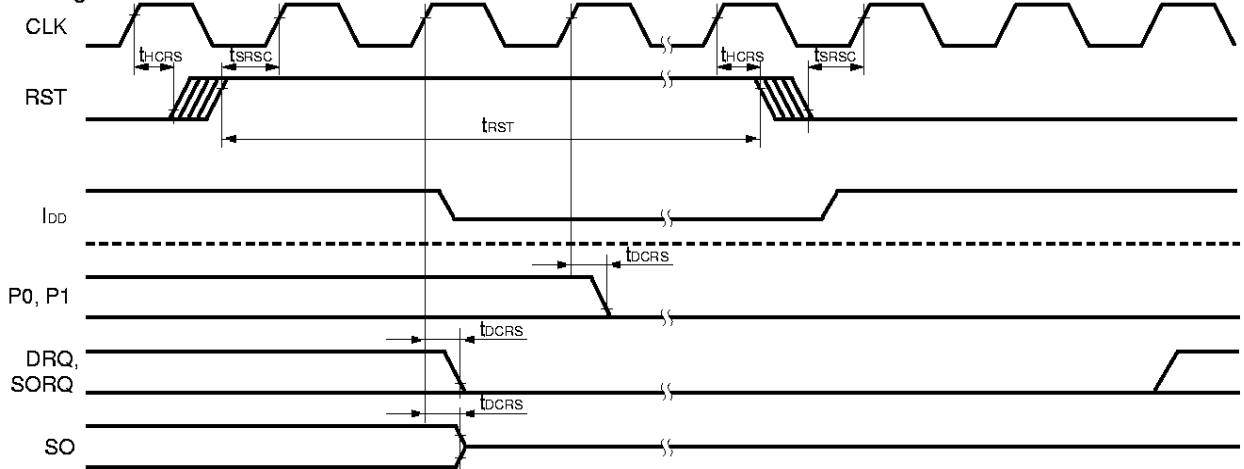 CLK
tHCRS
tSRSC
tHCRS
tSRSC
RST
tRST
IDD
tDCRS
P0, P1
tDCRS
DRQ,
SORQ
tDCRS
SO